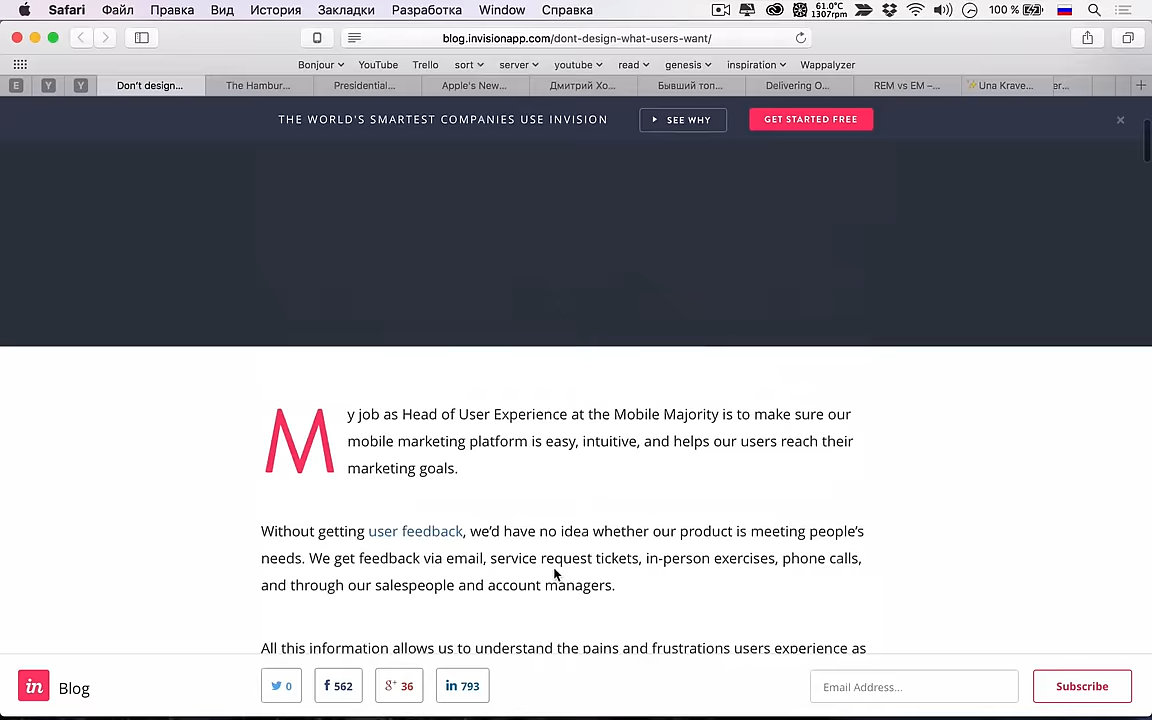 Safari Файл Правка Вид История Закладки Разработка Window Справка 61.0°C 1307rpm 100 %
blog.invisionapp.com/dont-design-what-users-want/
Bonjour YouTube Trello sort server youtube read genesis inspiration Wappalyzer
E Y Y Don't design... The Hambur... Presidential... Apple's New... Дмитрий Хо... Бывший топ... Delivering O... REM vs EM –... Una Krave... er...
THE WORLD'S SMARTEST COMPANIES USE INVISION SEE WHY GET STARTED FREE
My job as Head of User Experience at the Mobile Majority is to make sure our
mobile marketing platform is easy, intuitive, and helps our users reach their
marketing goals.
Without getting user feedback, we'd have no idea whether our product is meeting people's
needs. We get feedback via email, service request tickets, in-person exercises, phone calls,
and through our salespeople and account managers.
All this information allows us to understand the pains and frustrations users experience as
in Blog 0 f 562 g+ 36 in 793 Email Address... Subscribe